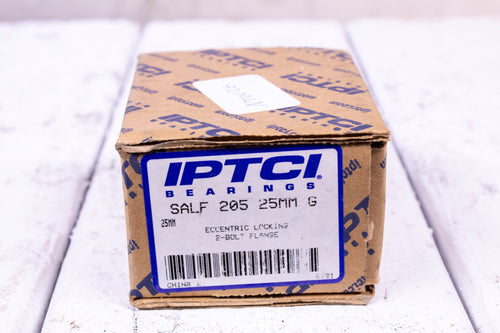 IPTCI
BEARINGS
SALF 205 25MM G
25MM
ECCENTRIC LOCKING
2-BOLT FLANGE
CHINA